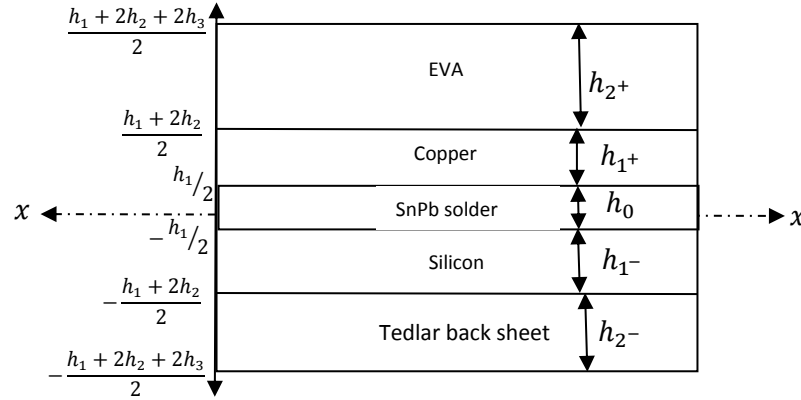 (h₁ + 2h₂ + 2h₃)/2
EVA
h₂⁺
(h₁ + 2h₂)/2
Copper
h₁⁺
h₁/2
x
SnPb solder
h₀
x
−h₁/2
Silicon
h₁⁻
−(h₁ + 2h₂)/2
Tedlar back sheet
h₂⁻
−(h₁ + 2h₂ + 2h₃)/2